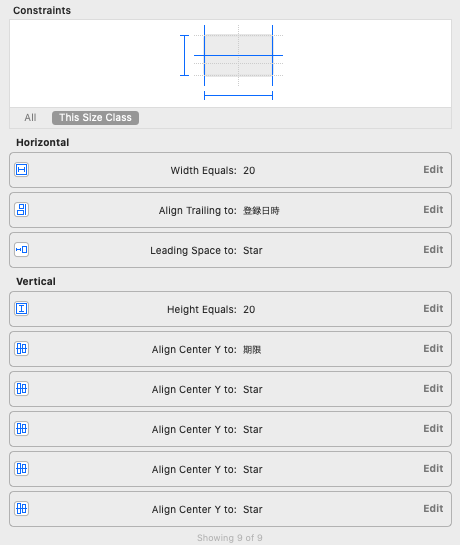 Constraints
All This Size Class
Horizontal
Width Equals: 20 Edit
Align Trailing to: 登録日時 Edit
Leading Space to: Star Edit
Vertical
Height Equals: 20 Edit
Align Center Y to: 期限 Edit
Align Center Y to: Star Edit
Align Center Y to: Star Edit
Align Center Y to: Star Edit
Align Center Y to: Star Edit
Showing 9 of 9